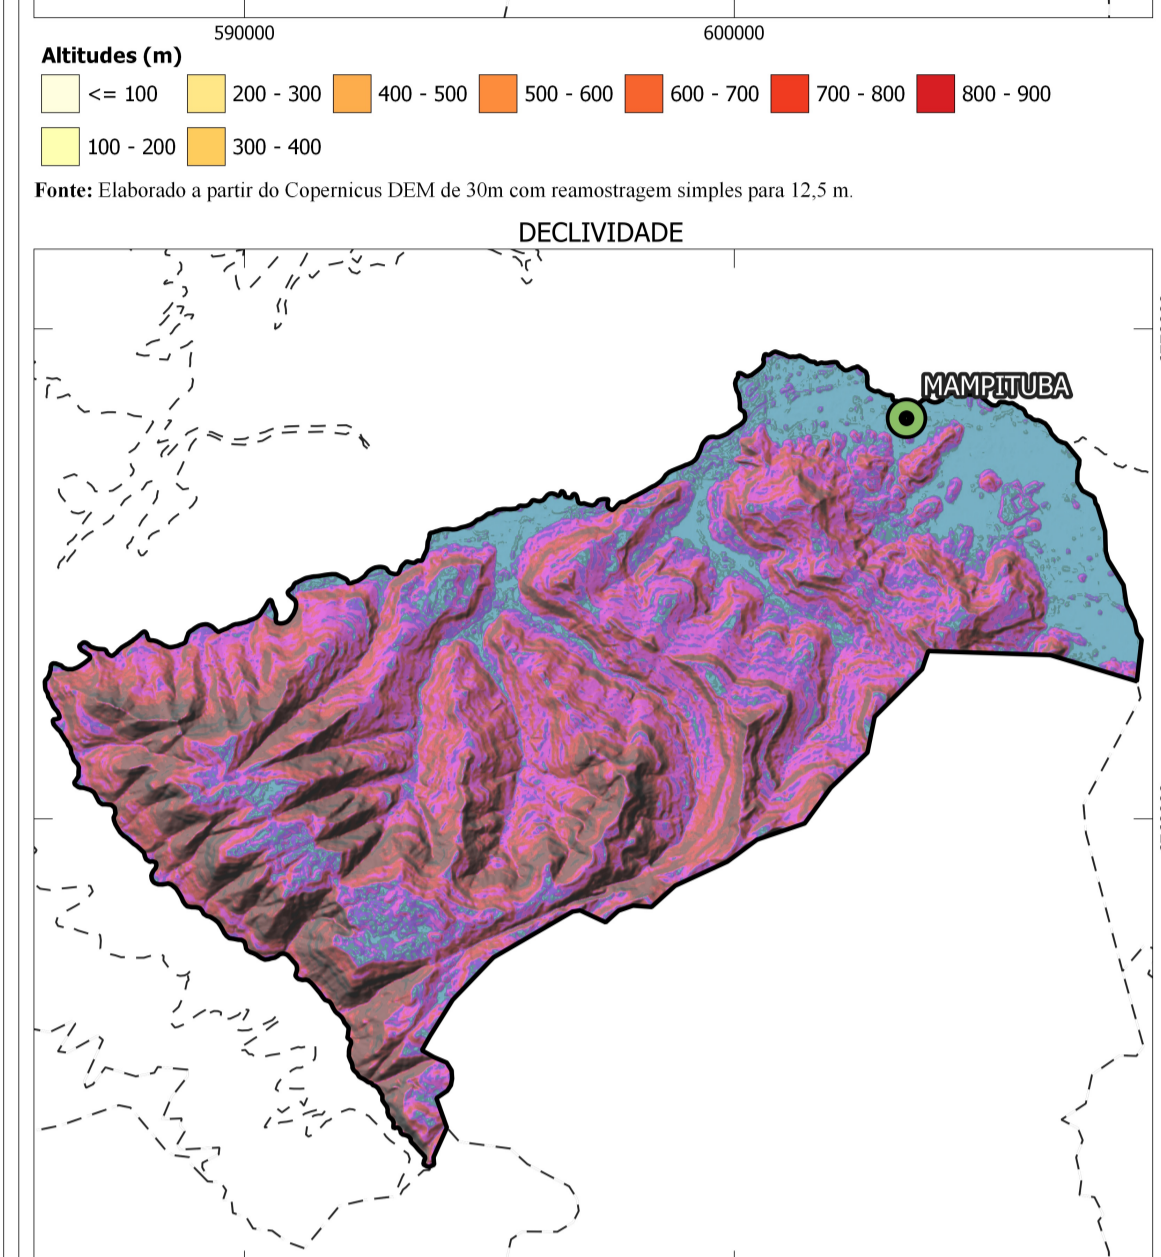 590000 600000
Altitudes (m)
<= 100 200 - 300 400 - 500 500 - 600 600 - 700 700 - 800 800 - 900
100 - 200 300 - 400
Fonte: Elaborado a partir do Copernicus DEM de 30m com reamostragem simples para 12,5 m.
DECLIVIDADE
MAMPITUBA